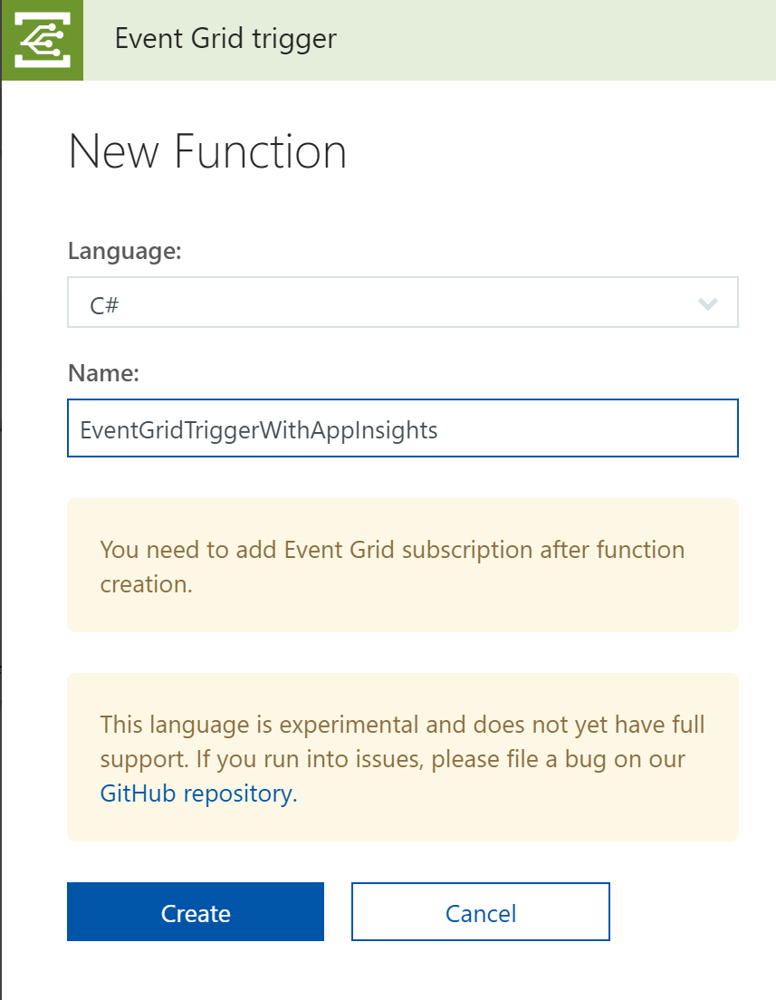 Event Grid trigger
New Function
Language:
C#
Name:
EventGridTriggerWithAppInsights
You need to add Event Grid subscription after function
creation.
This language is experimental and does not yet have full
support. If you run into issues, please file a bug on our
GitHub repository.
Create
Cancel